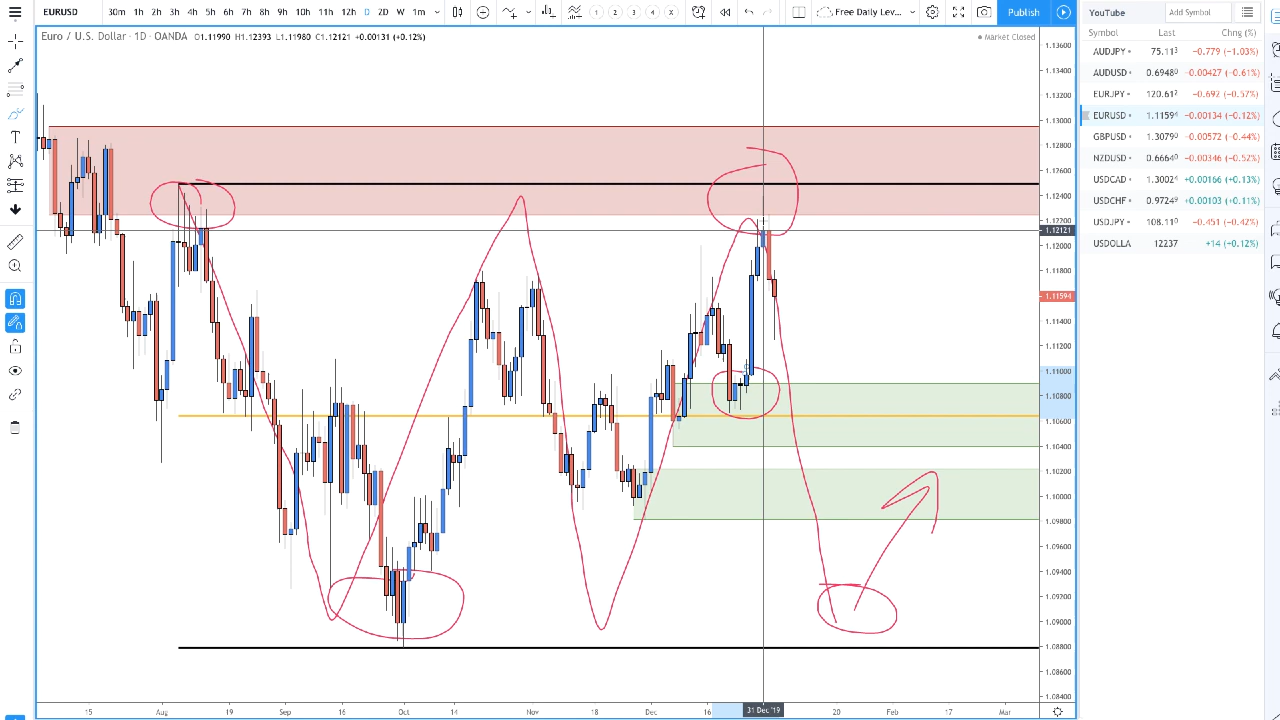 EURUSD 30m 1h 2h 3h 4h 5h 6h 7h 8h 9h 10h 11h 12h D 2D W 1m 1 2 3 4 X Free Daily Lev... Publish
Euro / U.S. Dollar · 1D · OANDA O1.11990 H1.12393 L1.11980 C1.12121 +0.00131 (+0.12%)
Market Closed
1.13600
1.13400
1.13200
1.13000
1.12800
1.12600
1.12400
1.12200
1.12121
1.12000
1.11800
1.11594
1.11400
1.11200
1.11000
1.10800
1.10600
1.10400
1.10200
1.10000
1.09800
1.09600
1.09400
1.09200
1.09000
1.08800
1.08600
1.08400
15 Aug 19 Sep 16 Oct 14 Nov 18 Dec 16 31 Dec '19 20 Feb 17 Mar
YouTube Add Symbol
Symbol Last Chng (%)
AUDJPY 75.113 −0.779 (−1.03%)
AUDUSD 0.69480 −0.00427 (−0.61%)
EURJPY 120.617 −0.692 (−0.57%)
EURUSD 1.11594 −0.00134 (−0.12%)
GBPUSD 1.30790 −0.00572 (−0.44%)
NZDUSD 0.66640 −0.00346 (−0.52%)
USDCAD 1.30024 +0.00166 (+0.13%)
USDCHF 0.97249 +0.00103 (+0.11%)
USDJPY 108.110 −0.451 (−0.42%)
USDOLLA 12237 +14 (+0.12%)